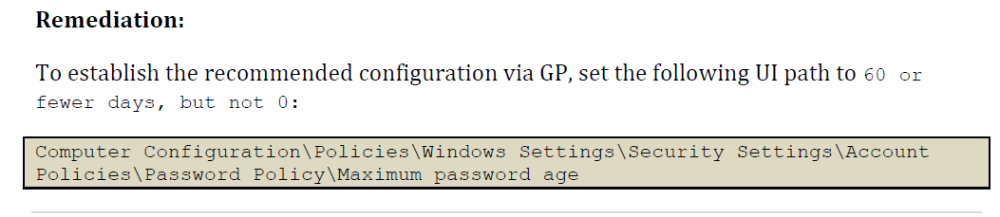 Remediation:
To establish the recommended configuration via GP, set the following UI path to 60 or
fewer days, but not 0:
Computer Configuration\Policies\Windows Settings\Security Settings\Account
Policies\Password Policy\Maximum password age